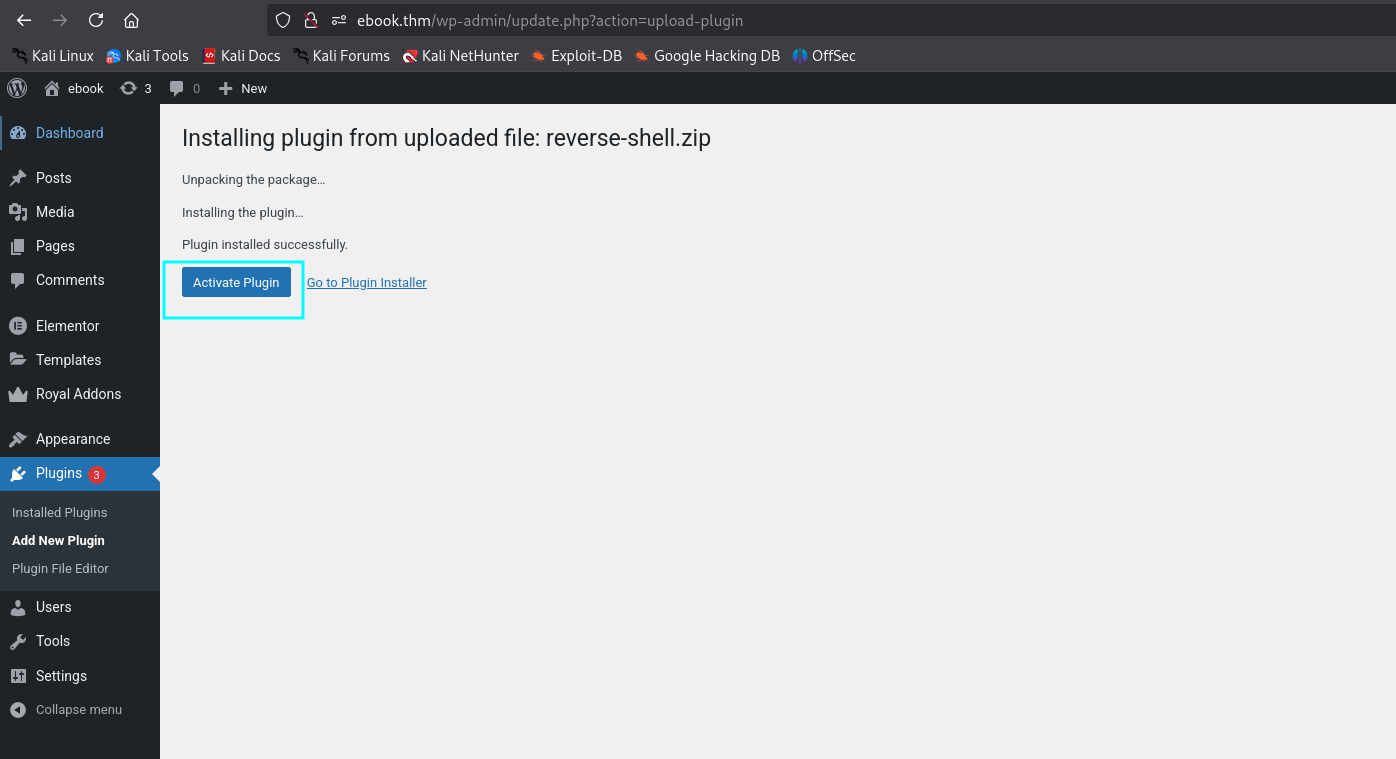 ebook.thm/wp-admin/update.php?action=upload-plugin
Kali Linux Kali Tools Kali Docs Kali Forums Kali NetHunter Exploit-DB Google Hacking DB OffSec
ebook 3 0 New
Dashboard
Posts
Media
Pages
Comments
Elementor
Templates
Royal Addons
Appearance
Plugins 3
Installed Plugins
Add New Plugin
Plugin File Editor
Users
Tools
Settings
Collapse menu
Installing plugin from uploaded file: reverse-shell.zip
Unpacking the package…
Installing the plugin…
Plugin installed successfully.
Activate Plugin Go to Plugin Installer